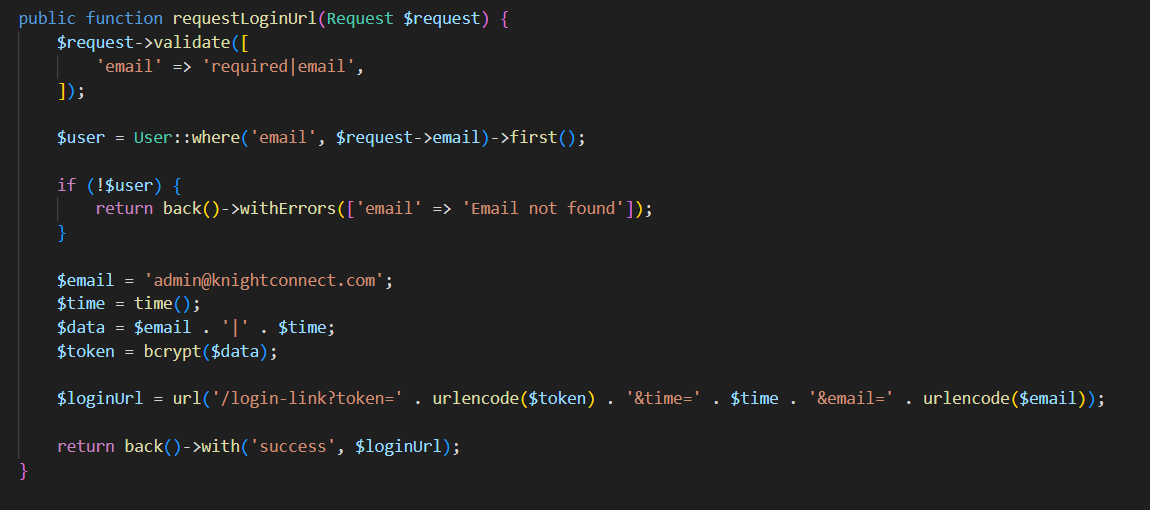 public function requestLoginUrl(Request $request) {
    $request->validate([
        'email' => 'required|email',
    ]);

    $user = User::where('email', $request->email)->first();

    if (!$user) {
        return back()->withErrors(['email' => 'Email not found']);
    }

    $email = 'admin@knightconnect.com';
    $time = time();
    $data = $email . '|' . $time;
    $token = bcrypt($data);

    $loginUrl = url('/login-link?token=' . urlencode($token) . '&time=' . $time . '&email=' . urlencode($email));

    return back()->with('success', $loginUrl);
}